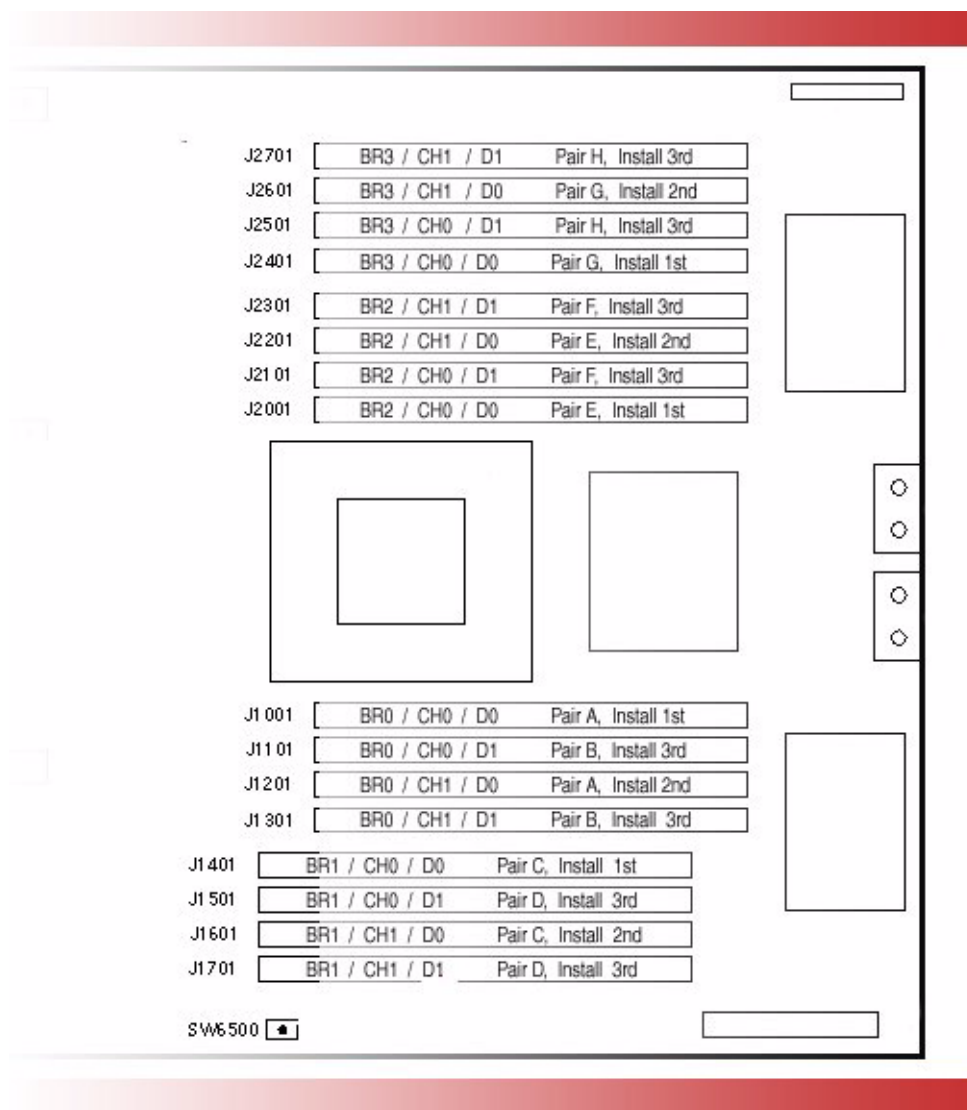 J2701 BR3 / CH1 / D1 Pair H, Install 3rd
J2601 BR3 / CH1 / D0 Pair G, Install 2nd
J2501 BR3 / CH0 / D1 Pair H, Install 3rd
J2401 BR3 / CH0 / D0 Pair G, Install 1st
J2301 BR2 / CH1 / D1 Pair F, Install 3rd
J2201 BR2 / CH1 / D0 Pair E, Install 2nd
J2101 BR2 / CH0 / D1 Pair F, Install 3rd
J2001 BR2 / CH0 / D0 Pair E, Install 1st
J1001 BR0 / CH0 / D0 Pair A, Install 1st
J1101 BR0 / CH0 / D1 Pair B, Install 3rd
J1201 BR0 / CH1 / D0 Pair A, Install 2nd
J1301 BR0 / CH1 / D1 Pair B, Install 3rd
J1401 BR1 / CH0 / D0 Pair C, Install 1st
J1501 BR1 / CH0 / D1 Pair D, Install 3rd
J1601 BR1 / CH1 / D0 Pair C, Install 2nd
J1701 BR1 / CH1 / D1 Pair D, Install 3rd
SW6500